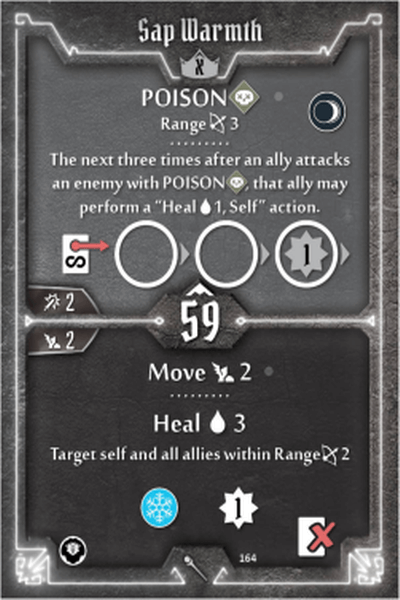 Sap Warmth
X
POISON
Range 3
The next three times after an ally attacks
an enemy with POISON, that ally may
perform a "Heal 1, Self" action.
1
2
59
2
Move 2
Heal 3
Target self and all allies within Range 2
1
164